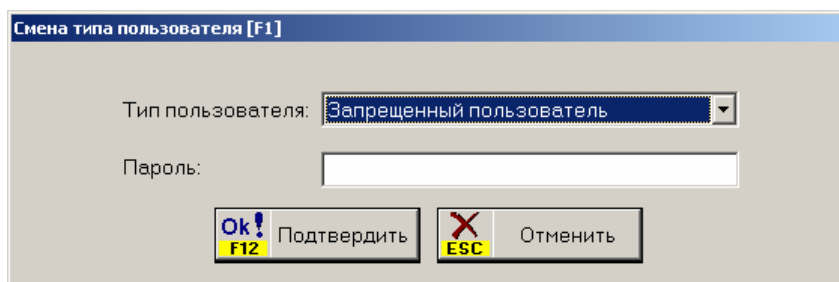 Смена типа пользователя [F1]
Тип пользователя: Запрещенный пользователь
Пароль:
Ok! F12 Подтвердить ESC Отменить